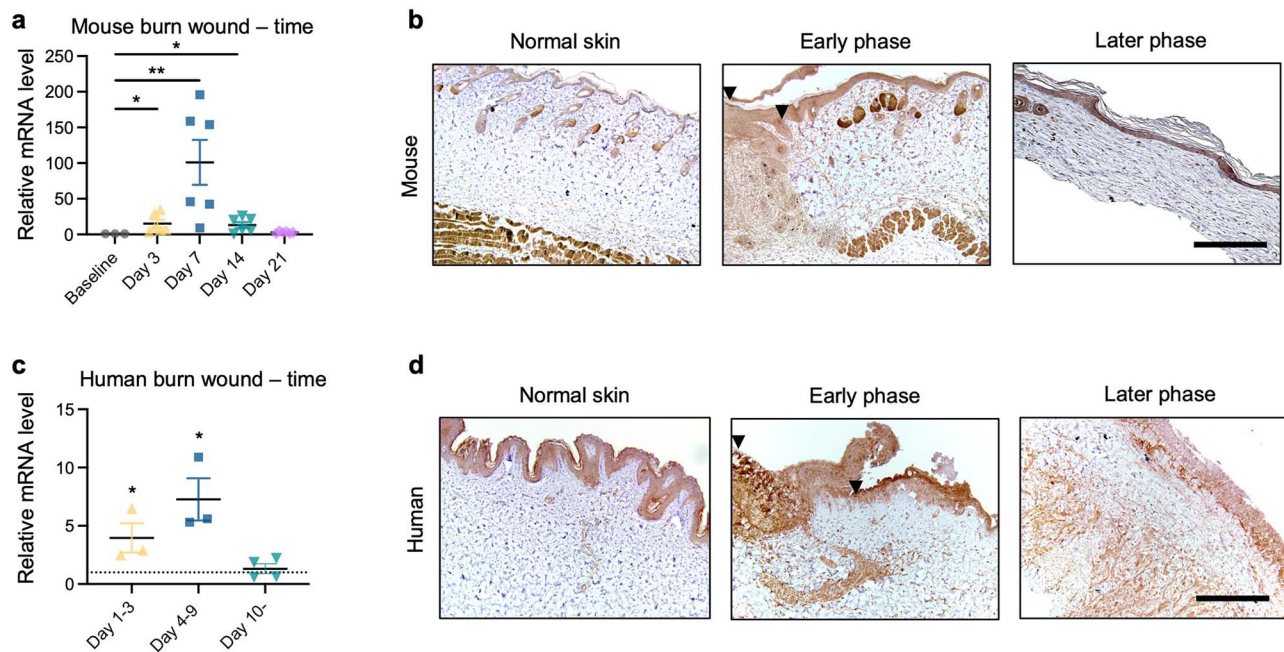 a
Mouse burn wound – time
Relative mRNA level
250
200
150
100
50
0
*
**
*
Baseline
Day 3
Day 7
Day 14
Day 21
b
Normal skin
Early phase
Later phase
Mouse
c
Human burn wound – time
Relative mRNA level
15
10
5
0
*
*
Day 1-3
Day 4-9
Day 10-
d
Normal skin
Early phase
Later phase
Human